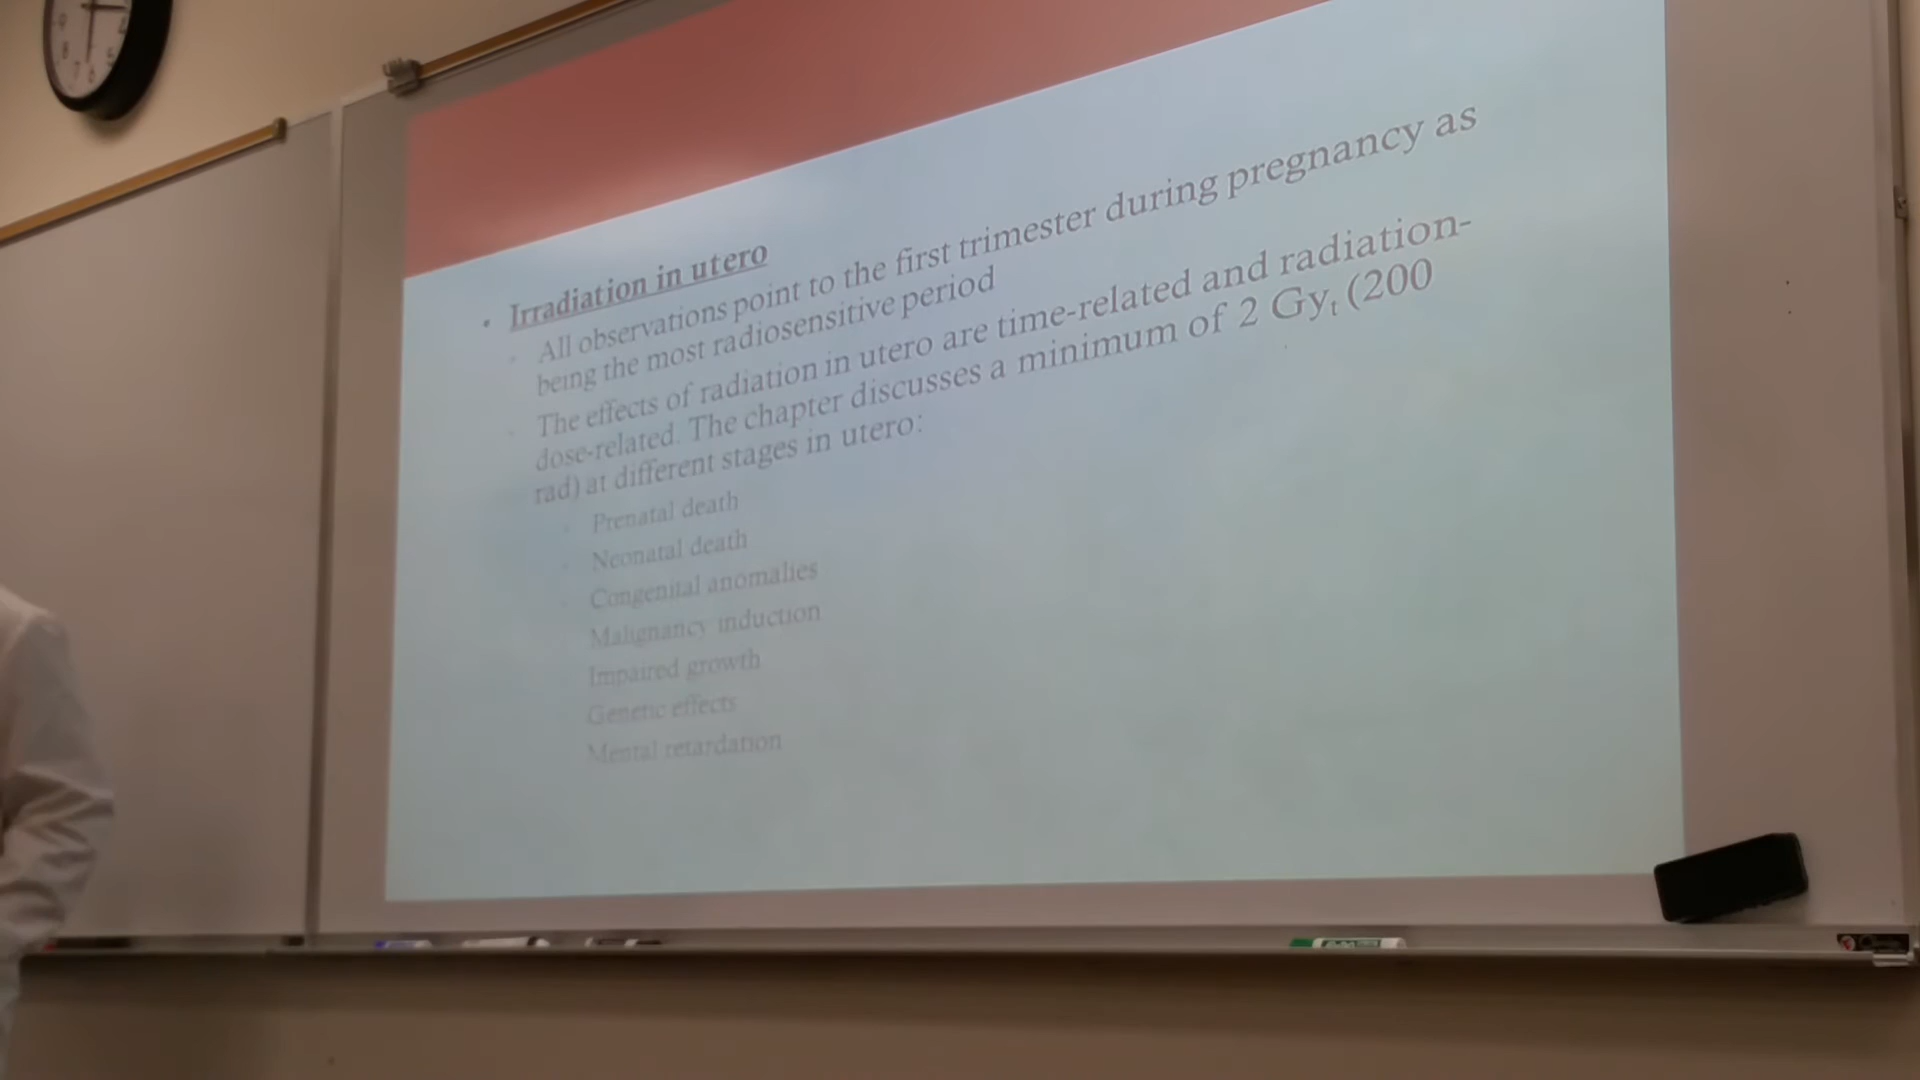 Irradiation in utero
All observations point to the first trimester during pregnancy as
being the most radiosensitive period
The effects of radiation in utero are time-related and radiation-
dose-related. The chapter discusses a minimum of 2 Gyt (200
rad) at different stages in utero:
Prenatal death
Neonatal death
Congenital anomalies
Malignancy induction
Impaired growth
Genetic effects
Mental retardation